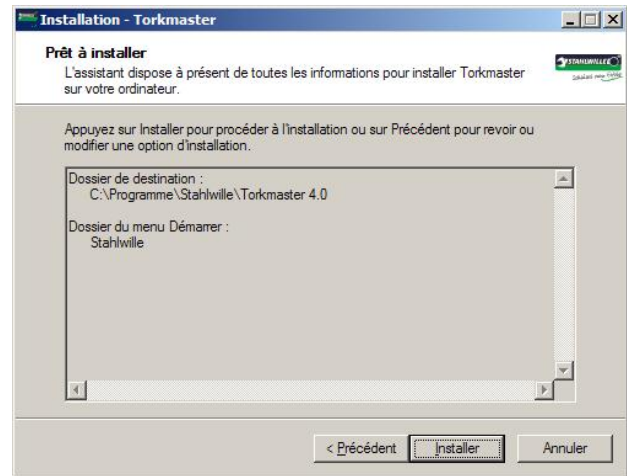 Installation - Torkmaster
Prêt à installer
L'assistant dispose à présent de toutes les informations pour installer Torkmaster
sur votre ordinateur.
STAHLWILLE
Appuyez sur Installer pour procéder à l'installation ou sur Précédent pour revoir ou
modifier une option d'installation.
Dossier de destination :
C:\Programme\Stahlwille\Torkmaster 4.0
Dossier du menu Démarrer :
Stahlwille
< Précédent
Installer
Annuler